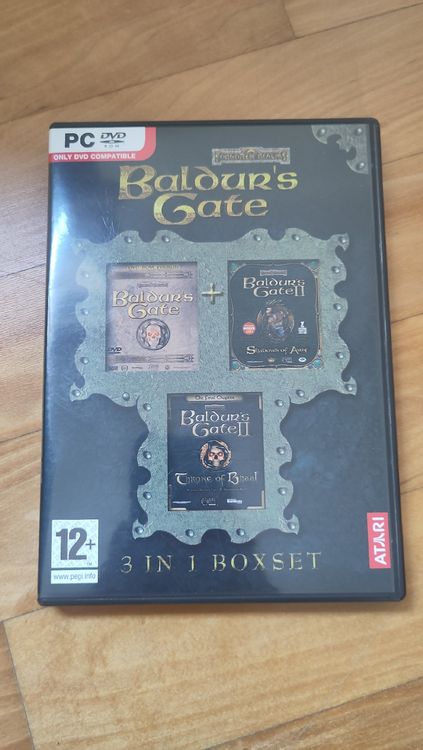 PC DVD
ROM
ONLY DVD COMPATIBLE
FORGOTTEN REALMS
Baldur's
Gate
Baldur's
Gate
DVD
+
Baldur's
Gate II
Shadows of Amn
Baldur's
Gate II
Throne of Bhaal
3 IN 1 BOXSET
12+
www.pegi.info
ATARI